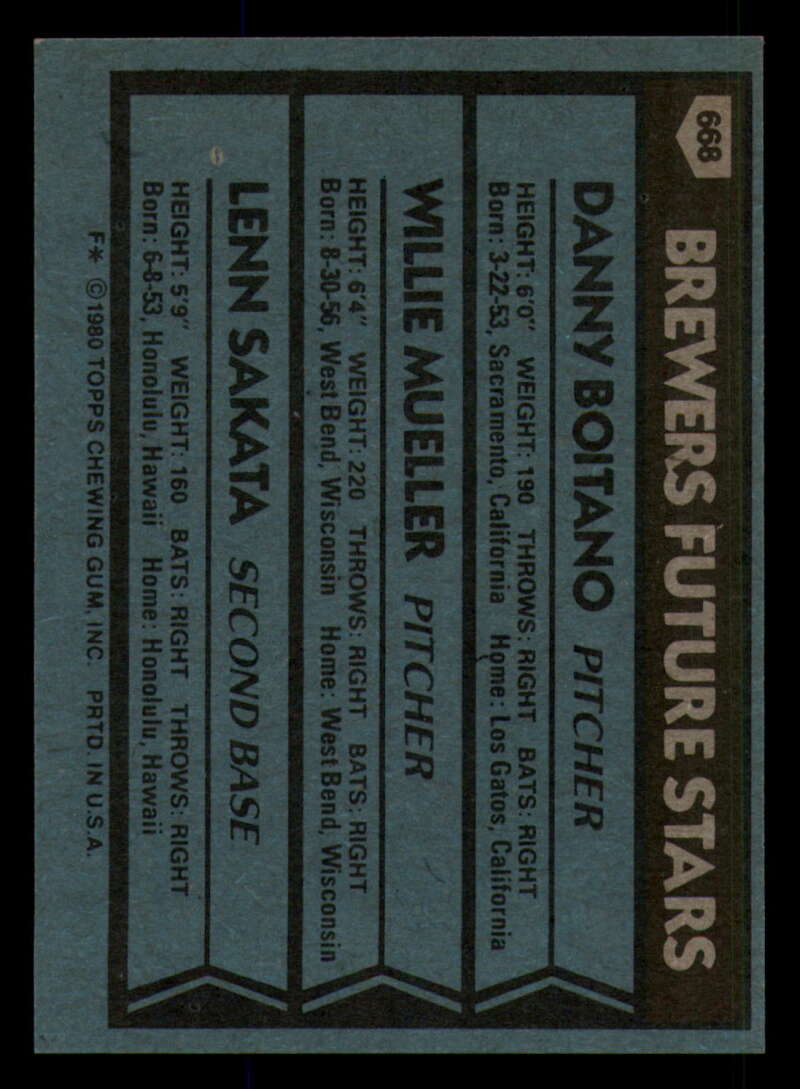 668
BREWERS FUTURE STARS
DANNY BOITANO PITCHER
HEIGHT: 6'0" WEIGHT: 190 THROWS: RIGHT BATS: RIGHT
Born: 3-22-53, Sacramento, California Home: Los Gatos, California
WILLIE MUELLER PITCHER
HEIGHT: 6'4" WEIGHT: 220 THROWS: RIGHT BATS: RIGHT
Born: 8-30-56, West Bend, Wisconsin Home: West Bend, Wisconsin
LENN SAKATA SECOND BASE
HEIGHT: 5'9" WEIGHT: 160 BATS: RIGHT THROWS: RIGHT
Born: 6-8-53, Honolulu, Hawaii Home: Honolulu, Hawaii
F* © 1980 TOPPS CHEWING GUM, INC. PRTD. IN U.S.A.